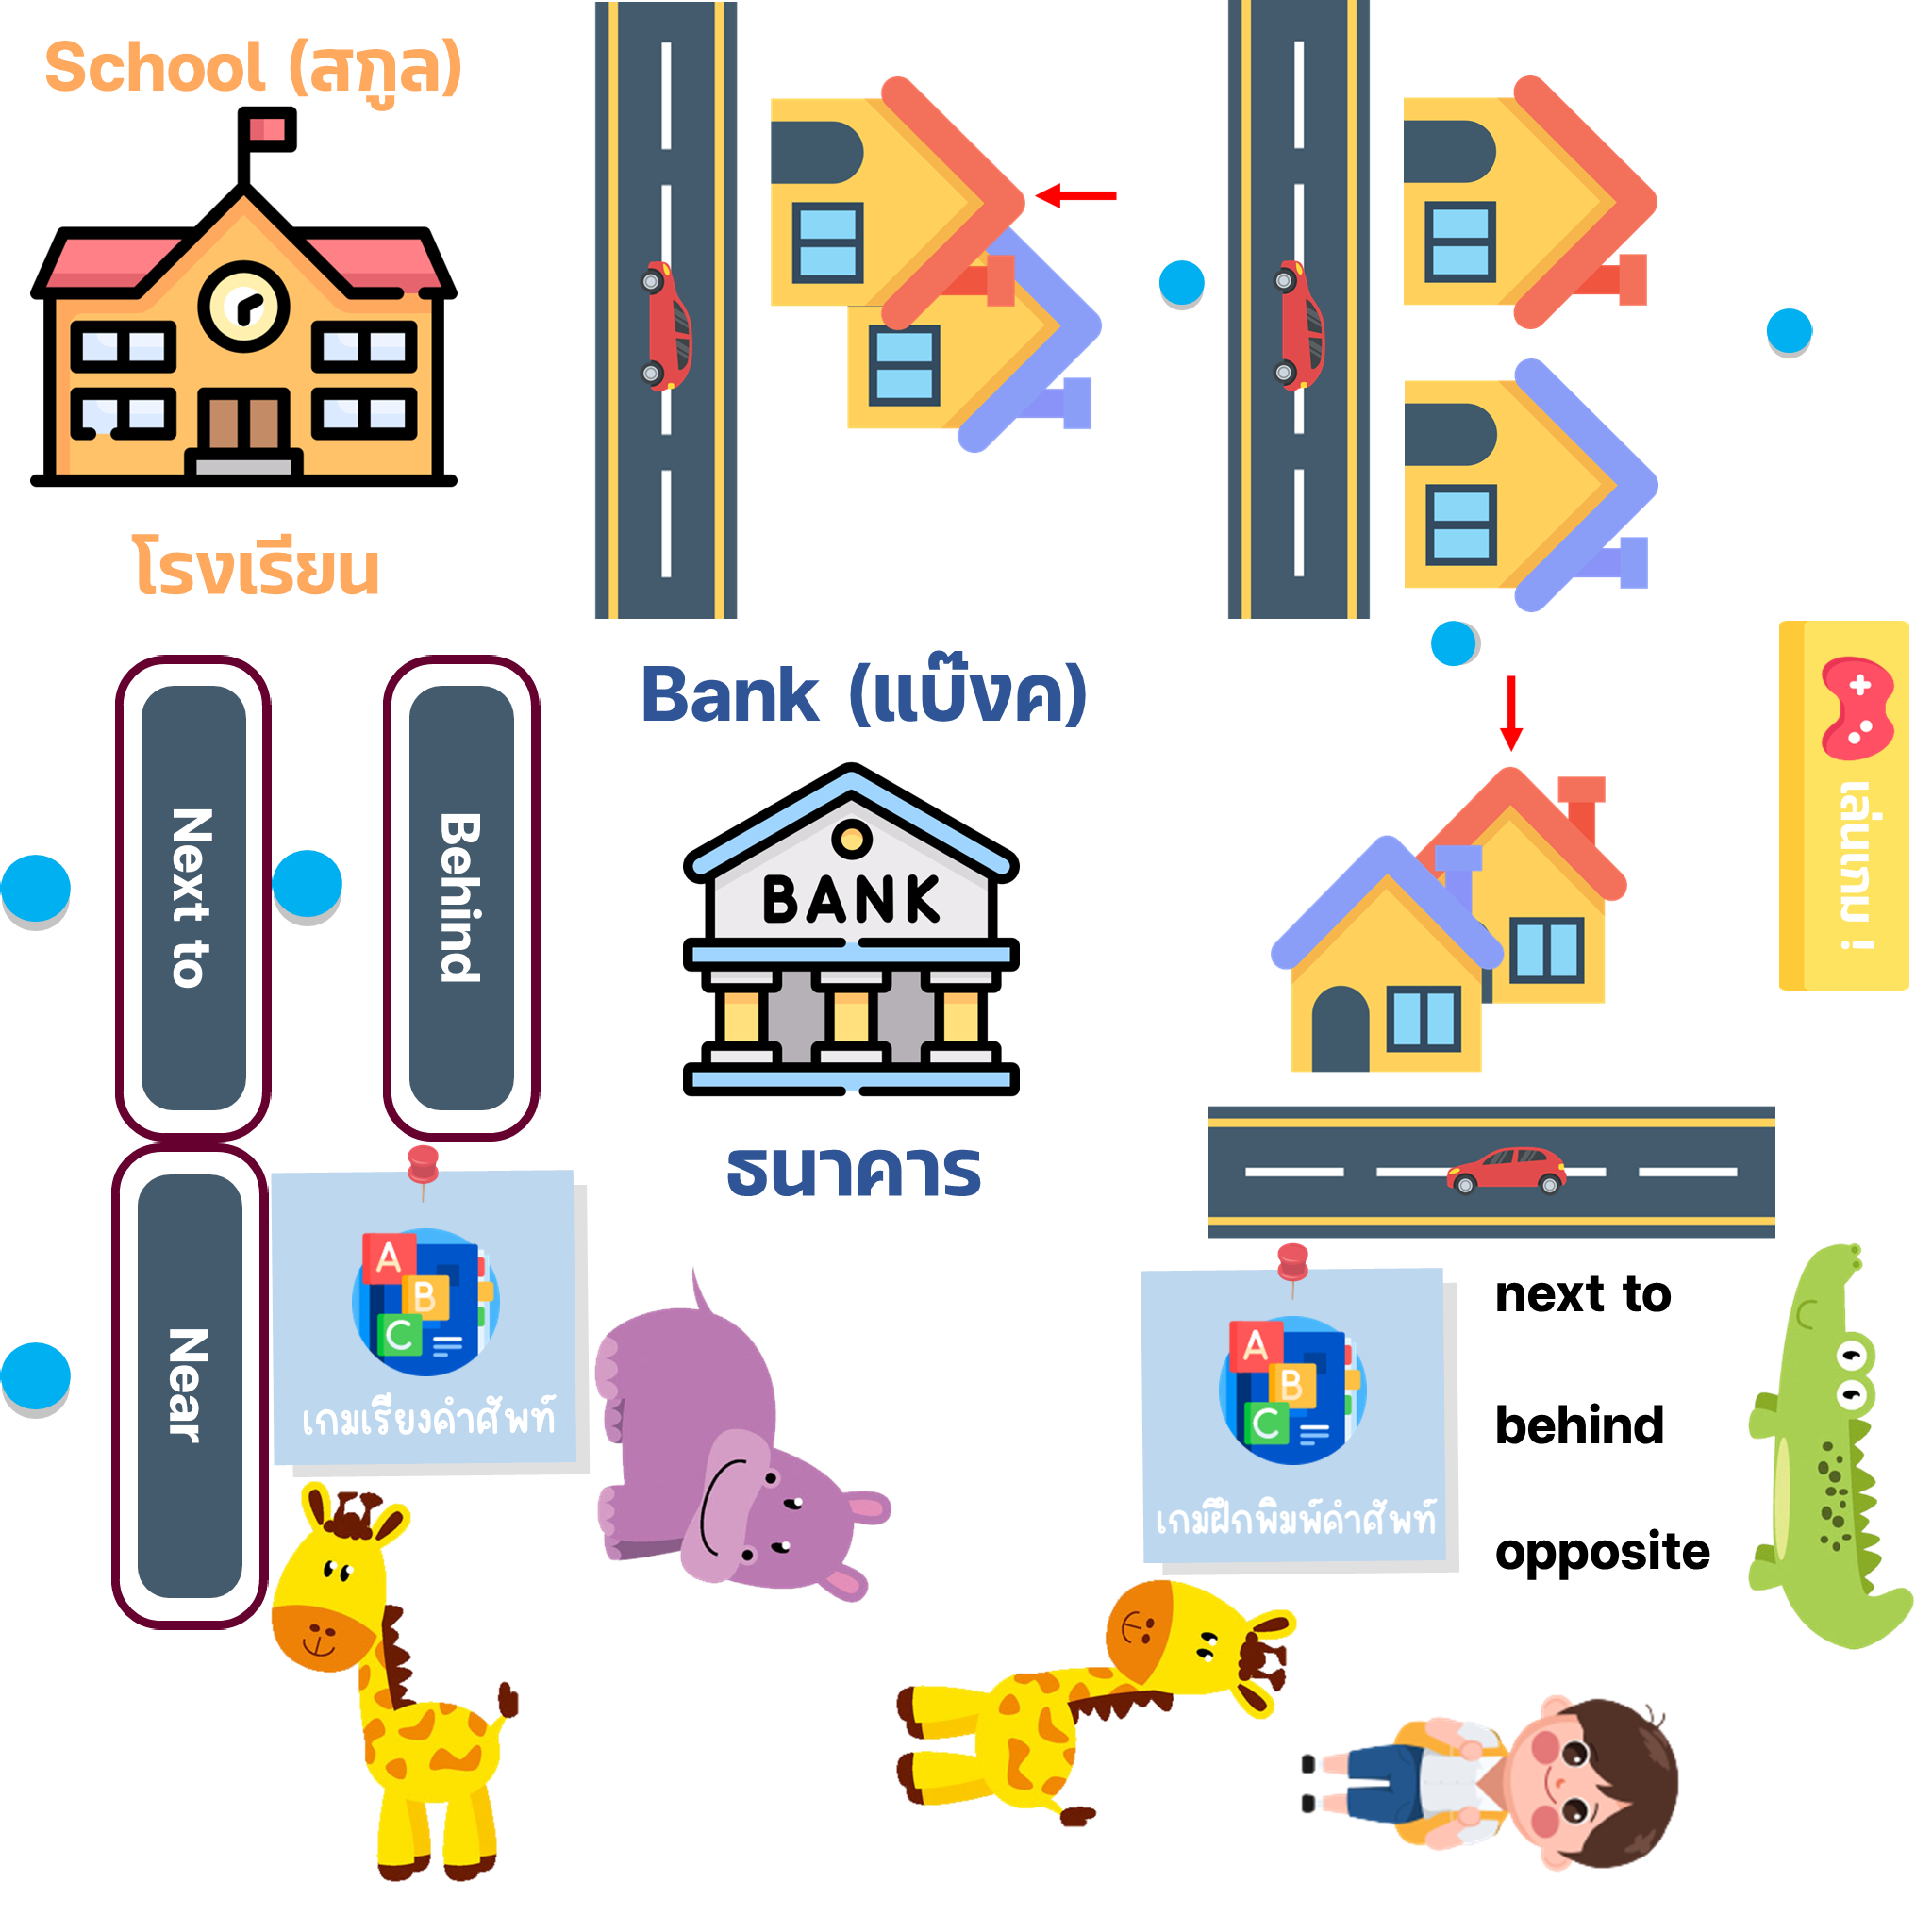 School (สกูล)
โรงเรียน
Next to
Behind
Near
Bank (แบ๊งค)
BANK
ธนาคาร
เล่นเกม !
A
B
C
เกมเรียงคำศัพท์
A
B
C
เกมฝึกพิมพ์คำศัพท์
next to
behind
opposite